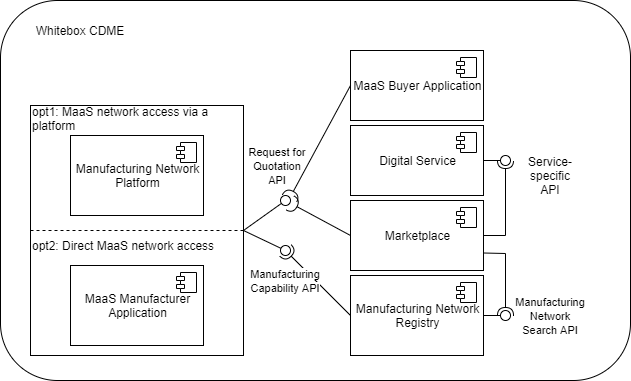 Whitebox CDME
opt1: MaaS network access via a
platform
Manufacturing Network
Platform
opt2: Direct MaaS network access
MaaS Manufacturer
Application
Request for
Quotation
API
Manufacturing
Capability API
MaaS Buyer Application
Digital Service
Marketplace
Manufacturing Network
Registry
Service-
specific
API
Manufacturing
Network
Search API